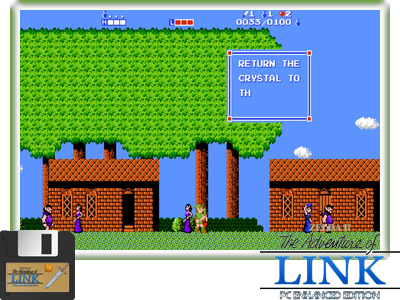 0033/0100
RETURN THE
CRYSTAL TO
TH
The Adventure of
LINK
PC ENHANCED EDITION
LINK